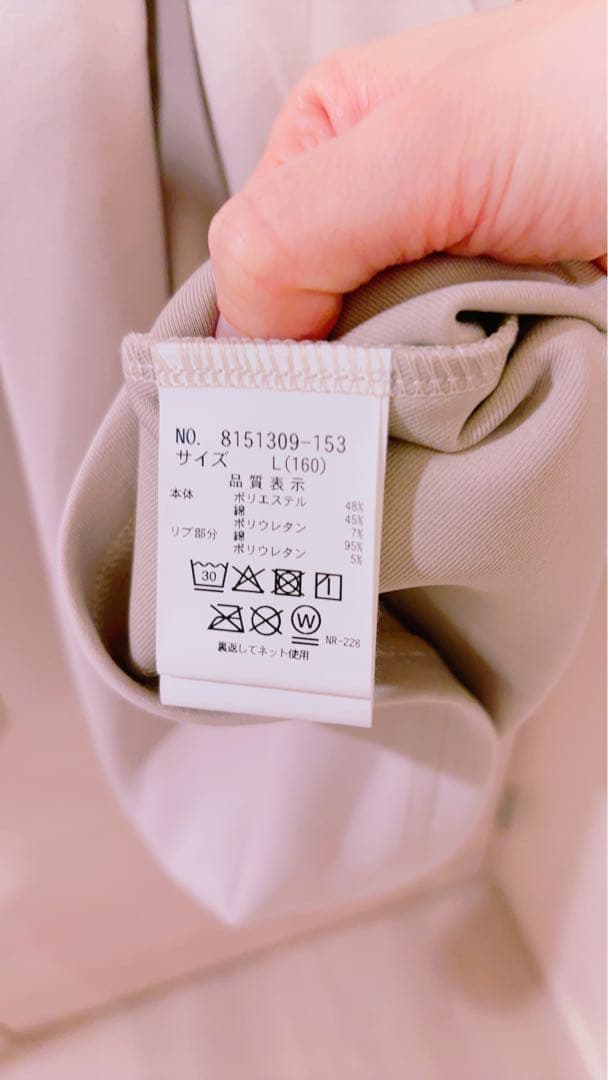 NO. 8151309-153
サイズ L(160)
品質表示
本体 ポリエステル 48%
綿 45%
ポリウレタン 7%
リブ部分 綿 95%
ポリウレタン 5%
30
W
NR-228
裏返してネット使用